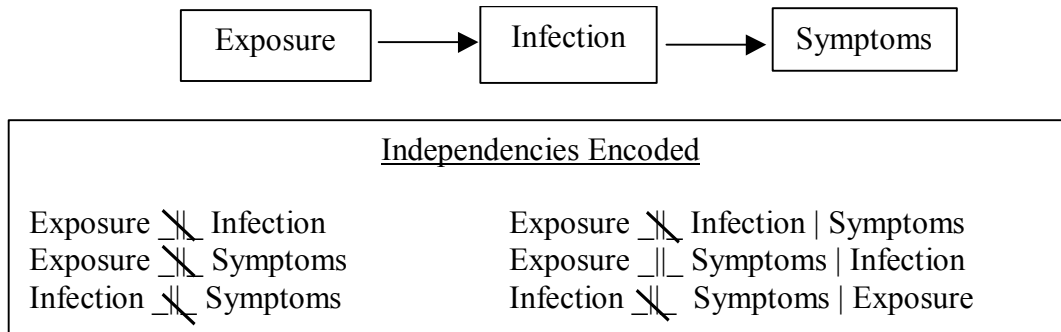 Exposure
Infection
Symptoms
Independencies Encoded
Exposure _||_ Infection
Exposure _||_ Symptoms
Infection _||_ Symptoms
Exposure _||_ Infection | Symptoms
Exposure _||_ Symptoms | Infection
Infection _||_ Symptoms | Exposure